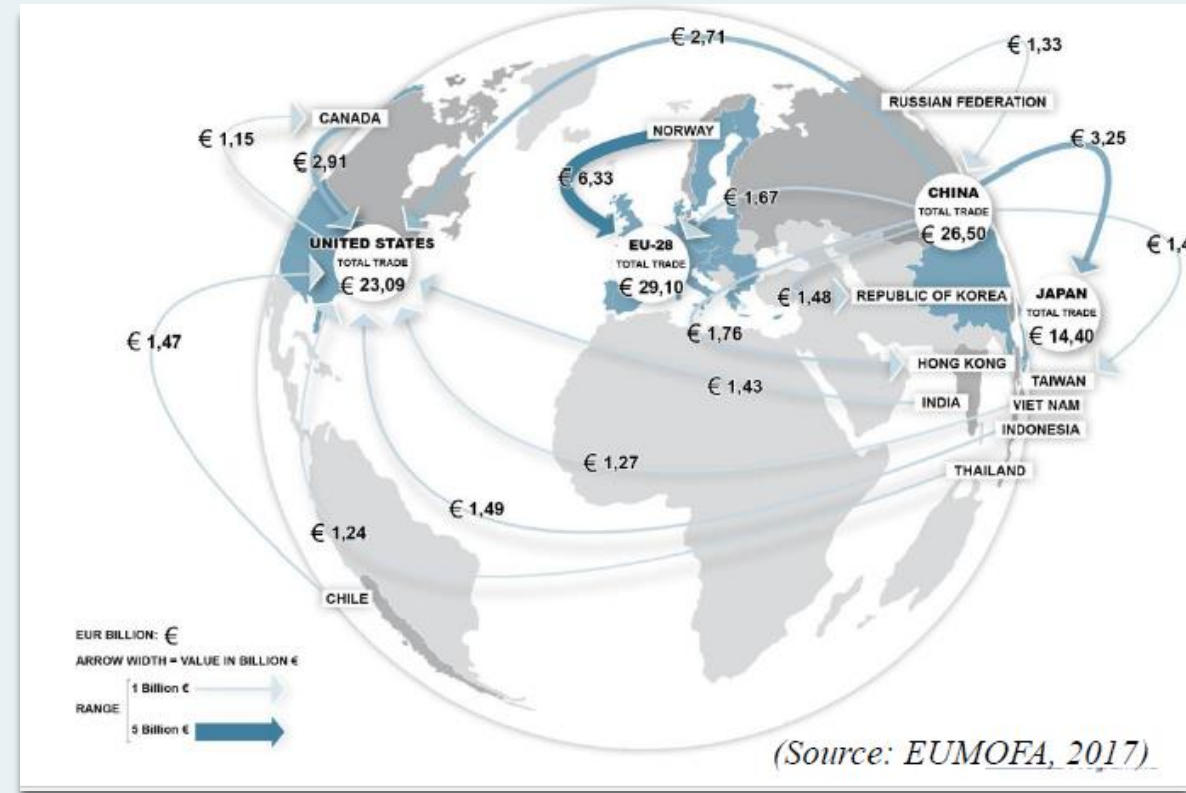 € 2,71
€ 1,33
RUSSIAN FEDERATION
CANADA
NORWAY
€ 1,15
€ 3,25
€ 2,91
€ 6,33
€ 1,67
CHINA
TOTAL TRADE
€ 26,50
UNITED STATES
TOTAL TRADE
€ 23,09
EU-28
TOTAL TRADE
€ 29,10
€ 1,48
REPUBLIC OF KOREA
JAPAN
TOTAL TRADE
€ 14,40
€ 1,47
€ 1,76
HONG KONG
€ 1,43
TAIWAN
INDIA
VIET NAM
INDONESIA
€ 1,27
THAILAND
€ 1,49
€ 1,24
CHILE
EUR BILLION: €
ARROW WIDTH = VALUE IN BILLION €
RANGE
1 Billion €
5 Billion €
(Source: EUMOFA, 2017)